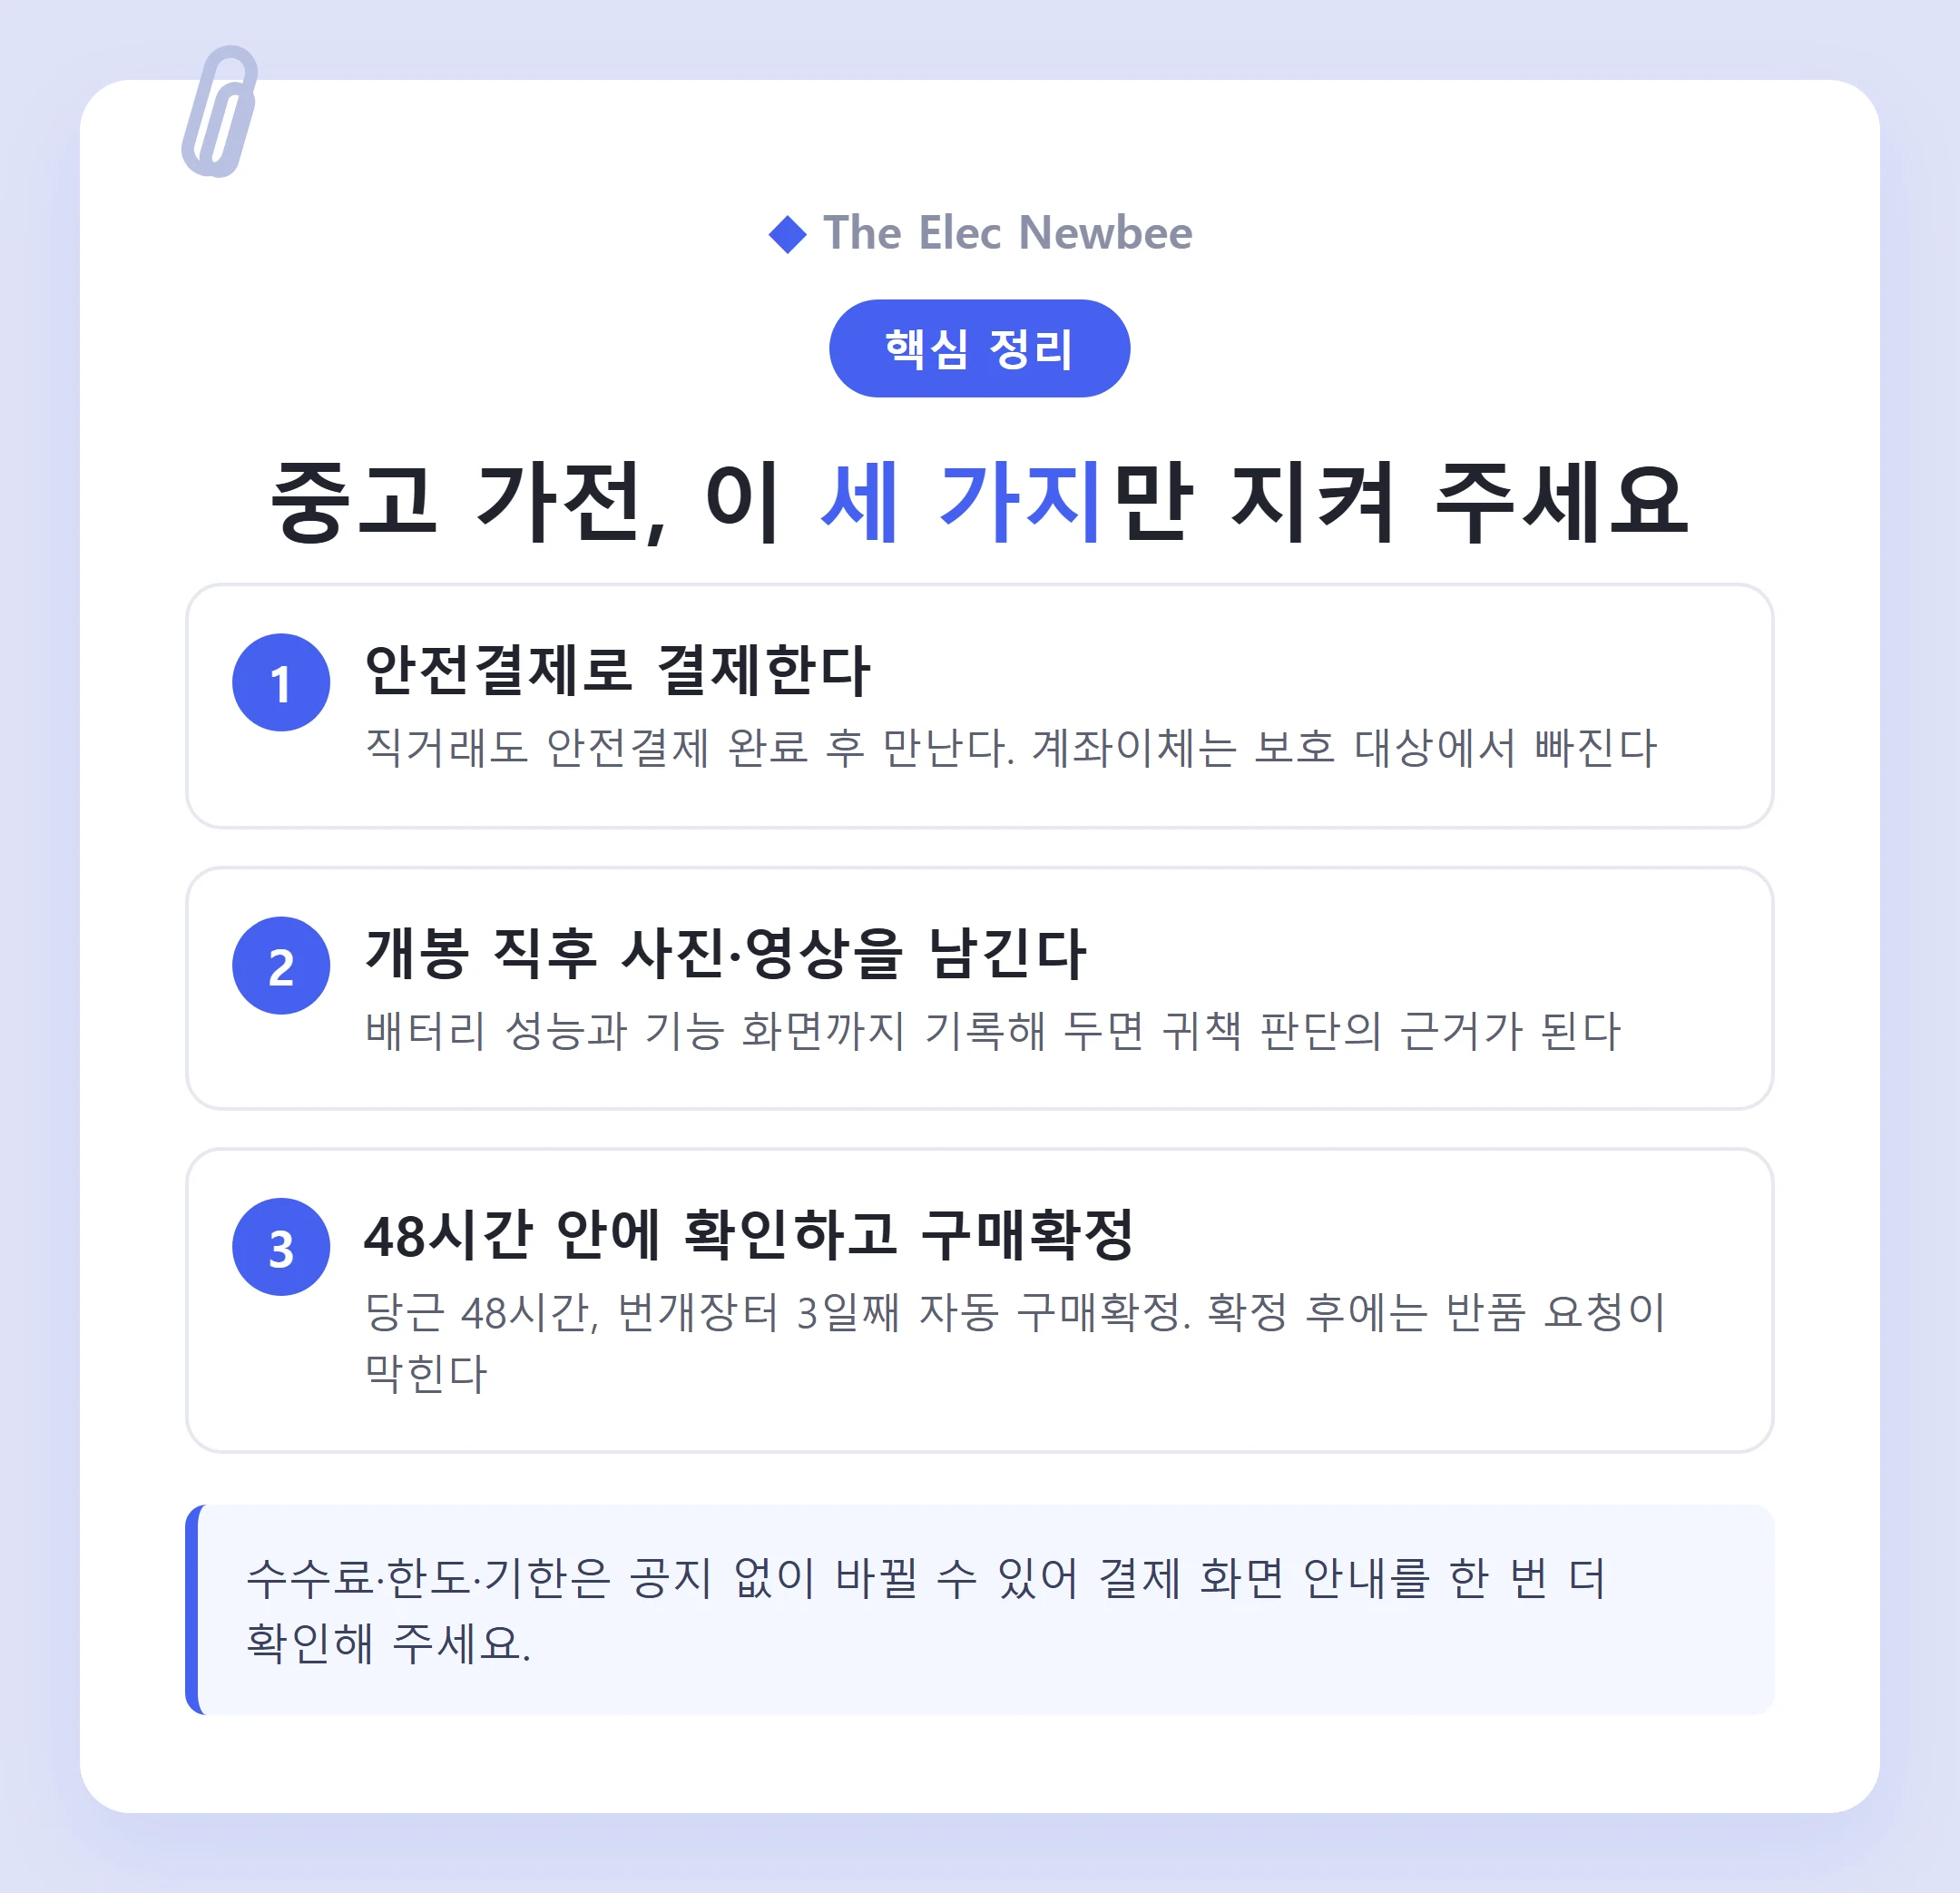 The Elec Newbee
핵심 정리
중고 가전, 이 세 가지만 지켜 주세요
1
안전결제로 결제한다
직거래도 안전결제 완료 후 만난다. 계좌이체는 보호 대상에서 빠진다
2
개봉 직후 사진·영상을 남긴다
배터리 성능과 기능 화면까지 기록해 두면 귀책 판단의 근거가 된다
3
48시간 안에 확인하고 구매확정
당근 48시간, 번개장터 3일째 자동 구매확정. 확정 후에는 반품 요청이
막힌다
수수료·한도·기한은 공지 없이 바뀔 수 있어 결제 화면 안내를 한 번 더
확인해 주세요.